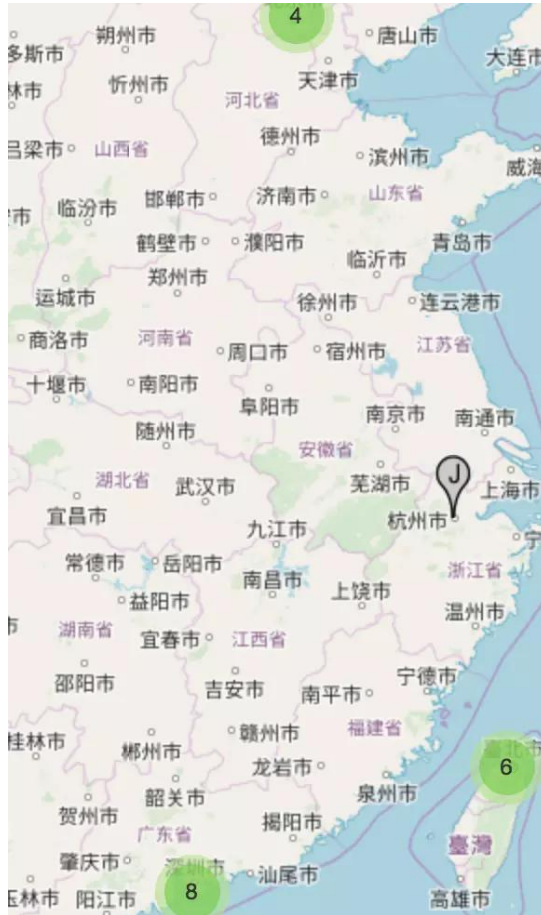 4
朔州市
唐山市
多斯市
大连市
天津市
忻州市
林市
河北省
德州市
吕梁市
山西省
滨州市
威海
邯郸市
济南市
山东省
临汾市
市
鹤壁市
濮阳市
青岛市
临沂市
郑州市
运城市
徐州市
连云港市
商洛市
河南省
周口市
宿州市
江苏省
十堰市
南阳市
阜阳市
南京市
南通市
随州市
安徽省
J
湖北省
武汉市
芜湖市
上海市
宜昌市
杭州市
九江市
宁
常德市
岳阳市
南昌市
浙江省
益阳市
上饶市
温州市
市
湖南省
宜春市
江西省
邵阳市
吉安市
南平市
宁德市
桂林市
郴州市
赣州市
福建省
臺北市
6
龙岩市
韶关市
泉州市
贺州市
广东省
揭阳市
臺灣
肇庆市
深圳市
汕尾市
8
玉林市
阳江市
高雄市